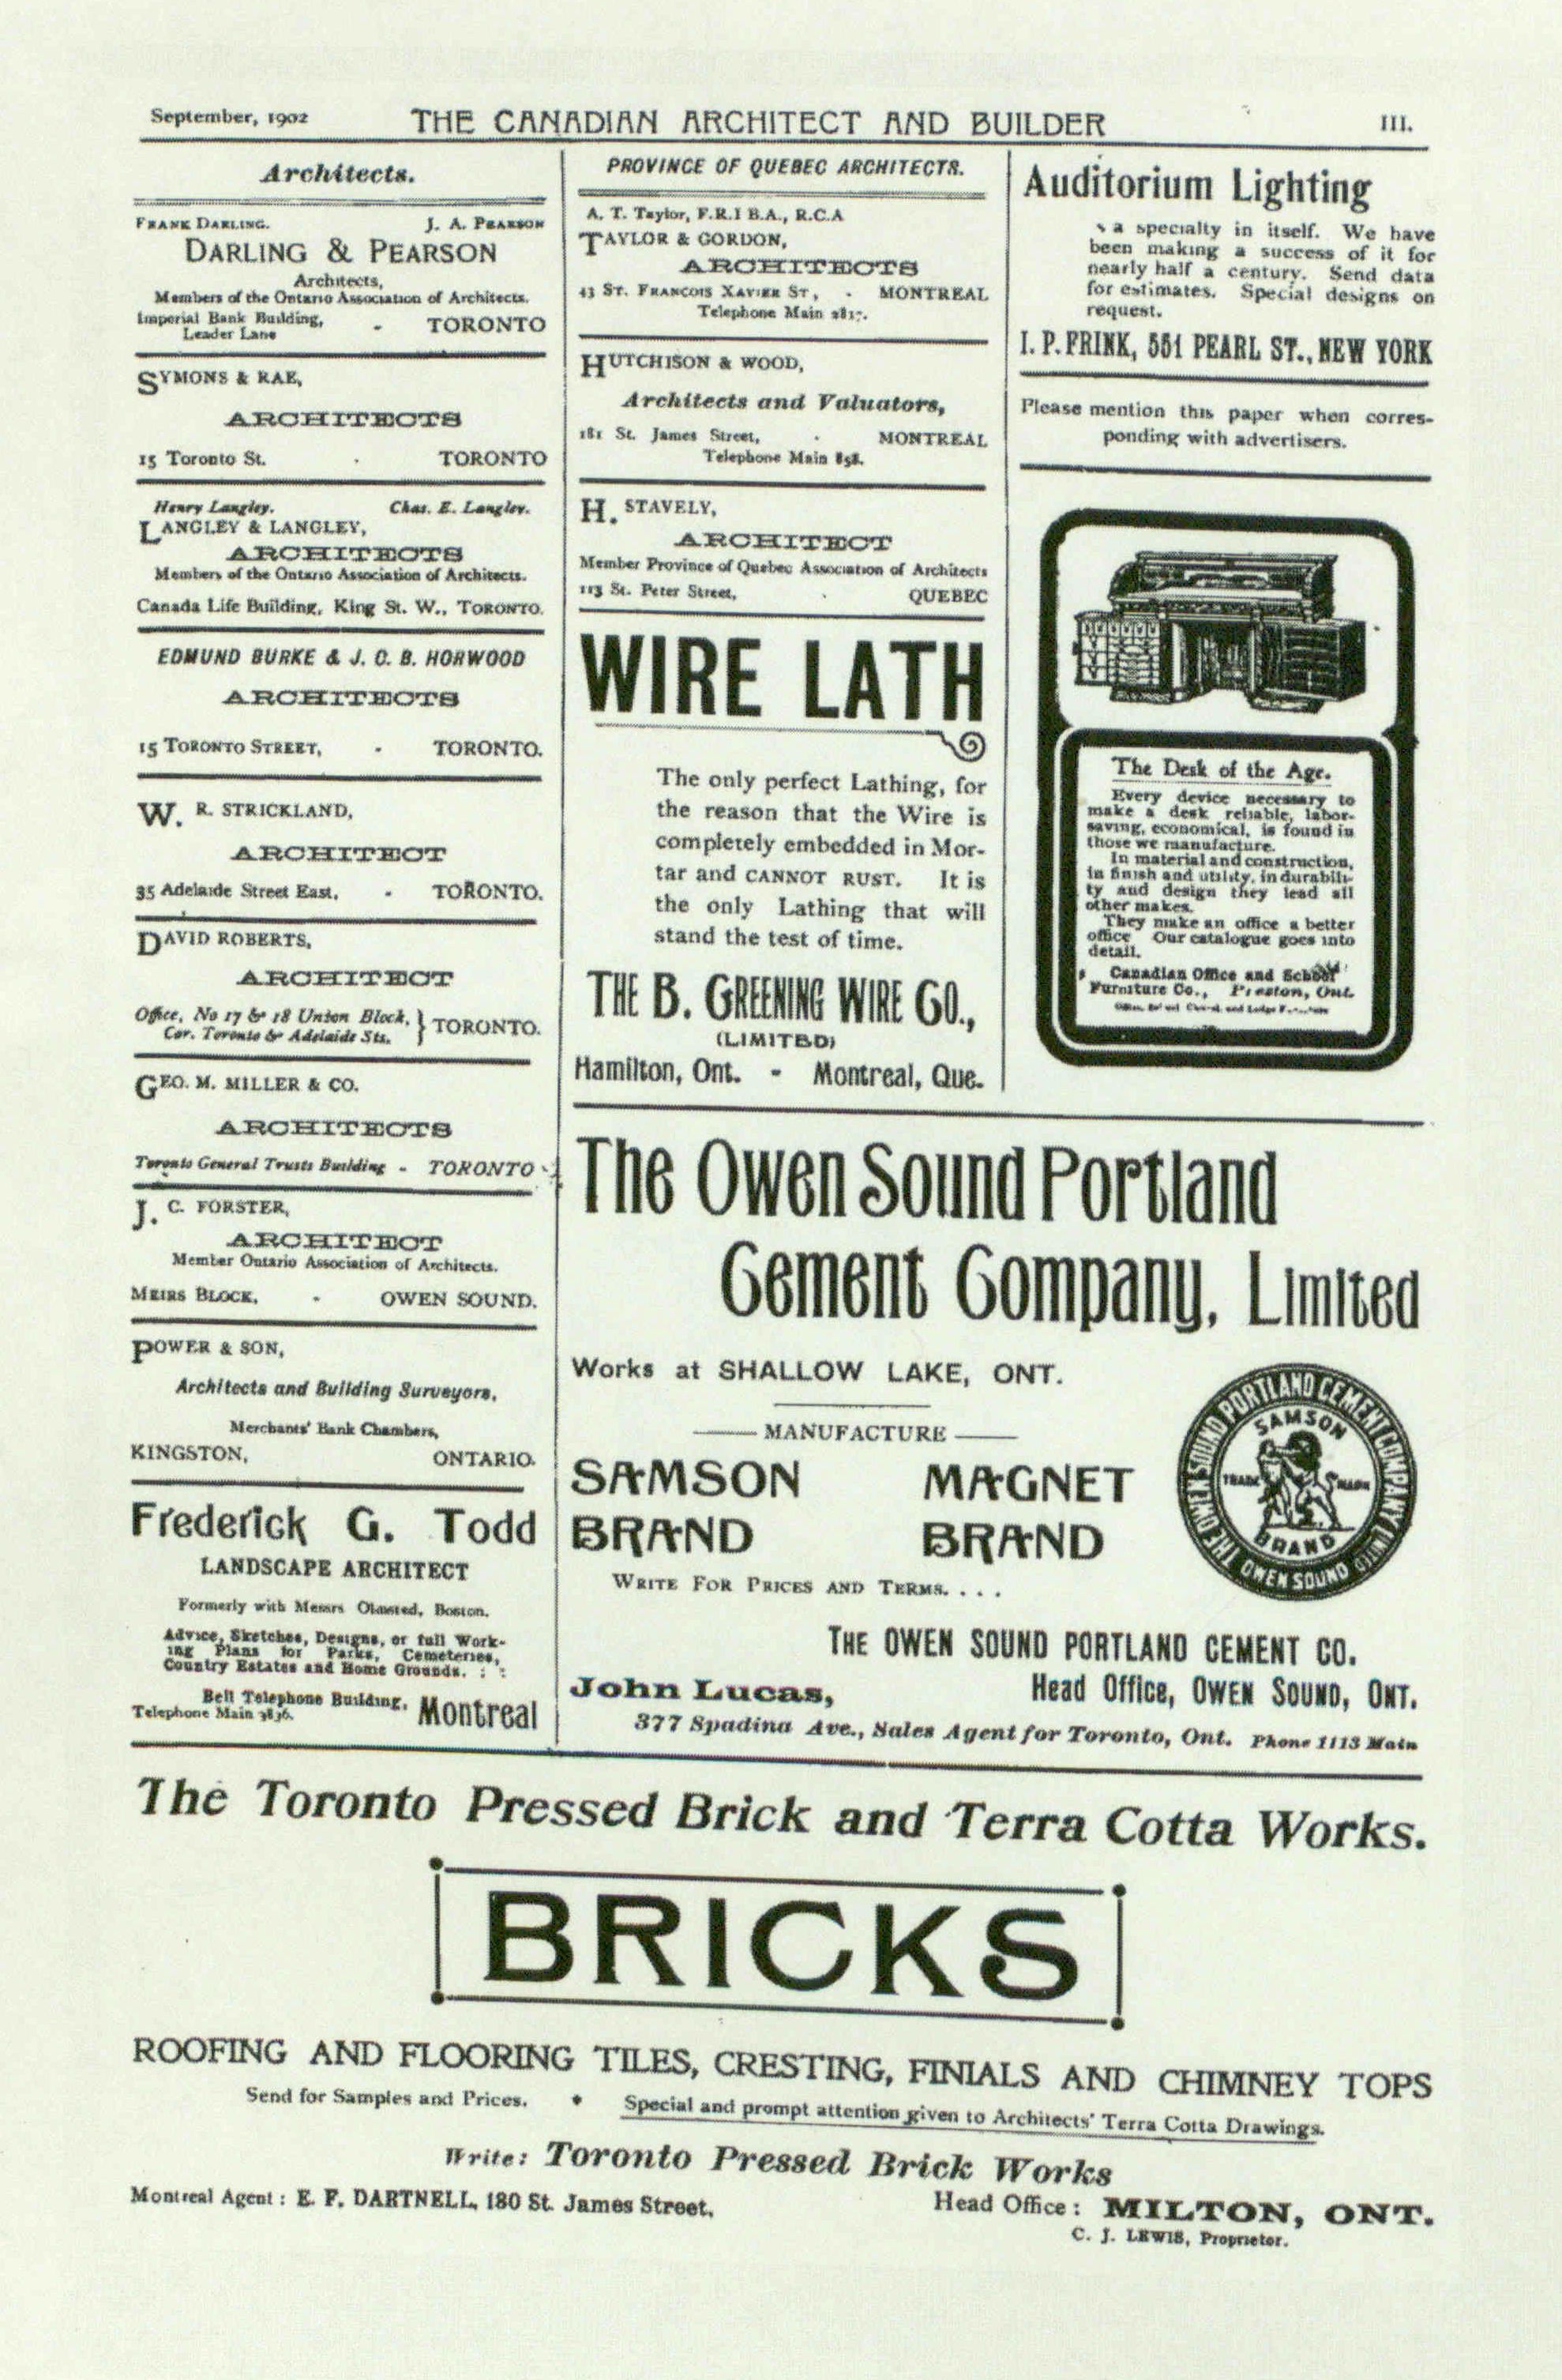 September, 1902 THE CANADIAN ARCHITECT AND BUILDER III.
Architects.
FRANK DARLING. J. A. PEARSON
DARLING & PEARSON
Architects,
Members of the Ontario Association of Architects.
Imperial Bank Building,
Leader Lane - TORONTO
SYMONS & RAE,
ARCHITECTS
15 Toronto St. . TORONTO
Henry Langley. Chas. E. Langley.
LANGLEY & LANGLEY,
ARCHITECTS
Members of the Ontario Association of Architects.
Canada Life Building, King St. W., TORONTO.
EDMUND BURKE & J. C. B. HORWOOD
ARCHITECTS
15 TORONTO STREET, - TORONTO.
W. R. STRICKLAND,
ARCHITECT
35 Adelaide Street East, - TORONTO.
DAVID ROBERTS,
ARCHITECT
Office, No 17 & 18 Union Block,
Cor. Toronto & Adelaide Sts. } TORONTO.
GEO. M. MILLER & CO.
ARCHITECTS
Toronto General Trusts Building - TORONTO
J. C. FORSTER,
ARCHITECT
Member Ontario Association of Architects.
MEIRS BLOCK, - OWEN SOUND.
POWER & SON,
Architects and Building Surveyors,
Merchants' Bank Chambers,
KINGSTON, ONTARIO.
Frederick G. Todd
LANDSCAPE ARCHITECT
Formerly with Messrs Olmsted, Boston.
Advice, Sketches, Designs, or full Work-
ing Plans for Parks, Cemeteries,
Country Estates and Home Grounds. : :
Bell Telephone Building,
Telephone Main 3836. Montreal
PROVINCE OF QUEBEC ARCHITECTS.
A. T. Taylor, F.R.I B.A., R.C.A
TAYLOR & GORDON,
ARCHITECTS
43 ST. FRANCOIS XAVIER ST, - MONTREAL
Telephone Main 2817.
HUTCHISON & WOOD,
Architects and Valuators,
181 St. James Street, . MONTREAL
Telephone Main 858.
H. STAVELY,
ARCHITECT
Member Province of Quebec Association of Architects
113 St. Peter Street, . QUEBEC
WIRE LATH
The only perfect Lathing, for
the reason that the Wire is
completely embedded in Mor-
tar and CANNOT RUST. It is
the only Lathing that will
stand the test of time.
THE B. GREENING WIRE CO.,
(LIMITED)
Hamilton, Ont. - Montreal, Que.
Auditorium Lighting
s a specialty in itself. We have
been making a success of it for
nearly half a century. Send data
for estimates. Special designs on
request.
I. P. FRINK, 551 PEARL ST., NEW YORK
Please mention this paper when corres-
ponding with advertisers.
The Desk of the Age.
Every device necessary to
make a desk reliable, labor-
saving, economical, is found in
those we manufacture.
In material and construction,
in finish and utility, in durabili-
ty and design they lead all
other makes.
They make an office a better
office Our catalogue goes into
detail.
Canadian Office and School
Furniture Co., Preston, Ont.
The Owen Sound Portland
Cement Company, Limited
Works at SHALLOW LAKE, ONT.
MANUFACTURE
SAMSON MAGNET
BRAND BRAND
WRITE FOR PRICES AND TERMS. . . .
THE OWEN SOUND PORTLAND CEMENT COMPANY LIMITED
SAMSON
TRADE MARK
BRAND
OWEN SOUND ONT
THE OWEN SOUND PORTLAND CEMENT CO.
Head Office, OWEN SOUND, ONT.
John Lucas,
377 Spadina Ave., Sales Agent for Toronto, Ont. Phone 1113 Main
The Toronto Pressed Brick and Terra Cotta Works.
BRICKS
ROOFING AND FLOORING TILES, CRESTING, FINIALS AND CHIMNEY TOPS
Send for Samples and Prices. • Special and prompt attention given to Architects' Terra Cotta Drawings.
Write: Toronto Pressed Brick Works
Montreal Agent : E. F. DARTNELL, 180 St. James Street. Head Office : MILTON, ONT.
C. J. LEWIS, Proprietor.